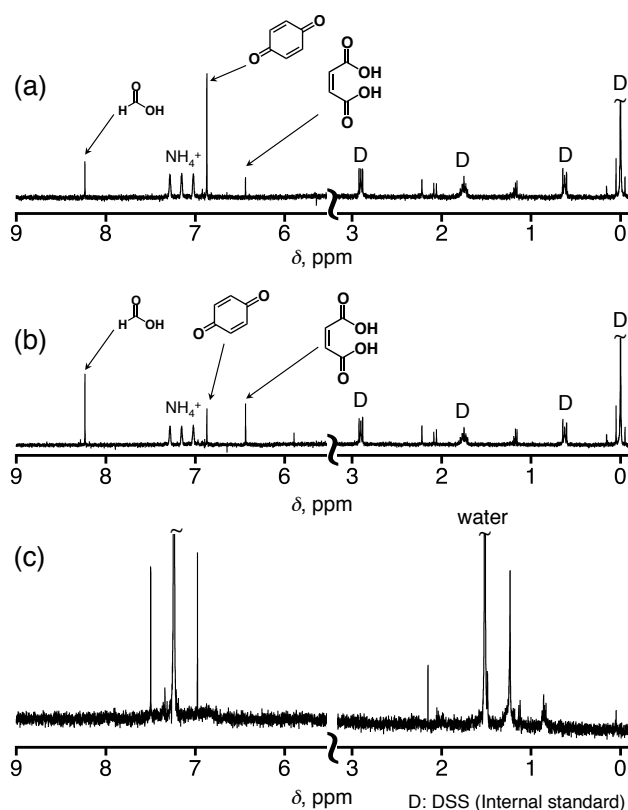 (a)
O
H
OH
O
O
O
OH
OH
O
NH₄⁺
D
D
D
D
9
8
7
6
3
2
1
0
δ, ppm
(b)
O
H
OH
O
O
O
OH
OH
O
NH₄⁺
D
D
D
D
9
8
7
6
3
2
1
0
δ, ppm
(c)
water
9
8
7
6
3
2
1
0
δ, ppm
δ, ppm
D: DSS (Internal standard)